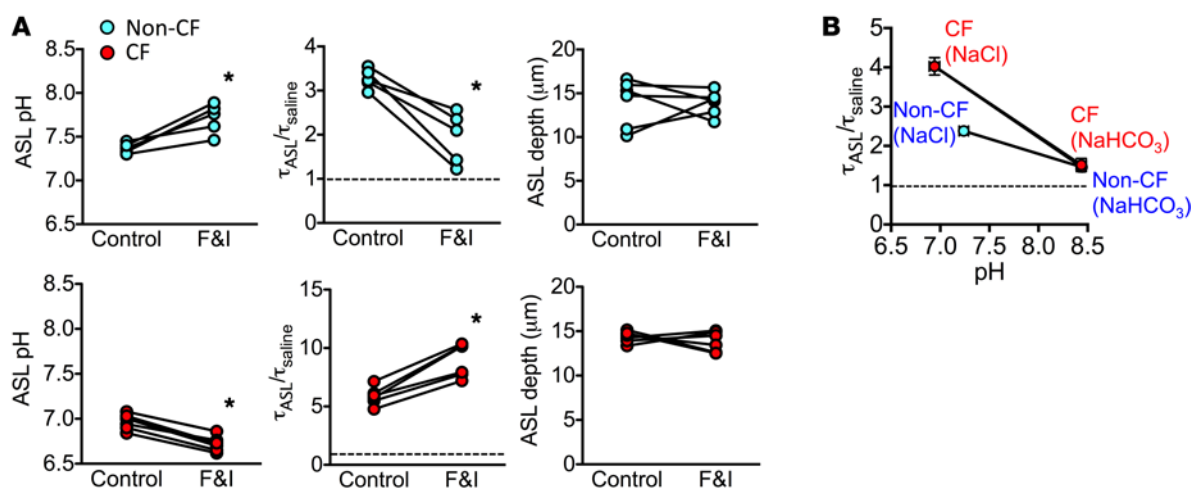 A
Non-CF
CF
ASL pH
8.5
8.0
7.5
7.0
6.5
*
Control
F&I
τASL/τsaline
4
3
2
1
0
*
Control
F&I
ASL depth (μm)
20
15
10
5
0
Control
F&I
B
τASL/τsaline
5
4
3
2
1
0
CF
(NaCl)
Non-CF
(NaCl)
CF
(NaHCO₃)
Non-CF
(NaHCO₃)
6.5
7.0
7.5
8.0
8.5
pH
ASL pH
8.5
8.0
7.5
7.0
6.5
*
Control
F&I
τASL/τsaline
15
10
5
0
*
Control
F&I
ASL depth (μm)
20
15
10
5
0
Control
F&I